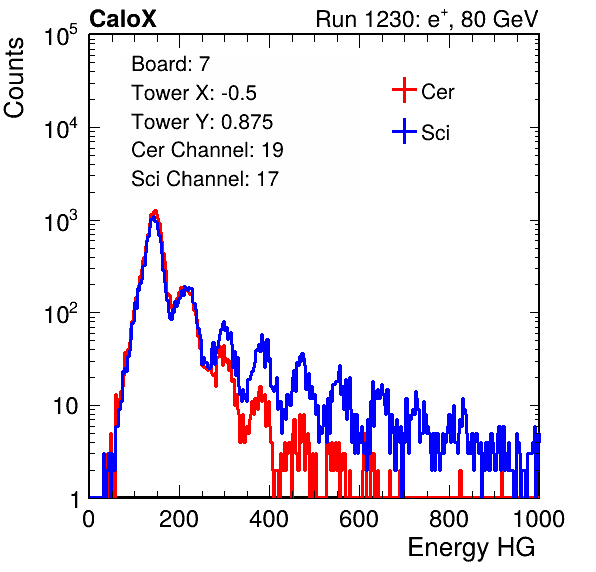 CaloX Run 1230: e⁺, 80 GeV
Counts
Board: 7
Tower X: -0.5
Tower Y: 0.875
Cer Channel: 19
Sci Channel: 17
Cer
Sci
10⁵
10⁴
10³
10²
10
1
0 200 400 600 800 1000
Energy HG